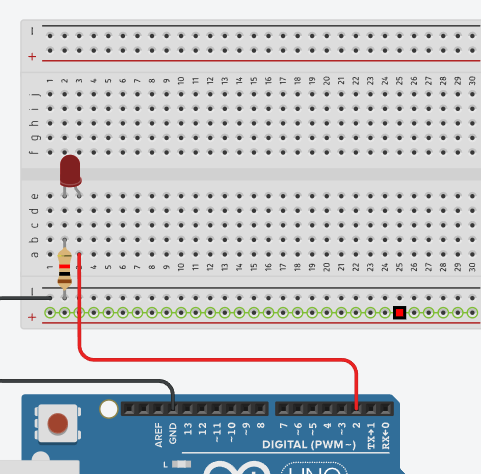 −
+
1 2 3 4 5 6 7 8 9 10 11 12 13 14 15 16 17 18 19 20 21 22 23 24 25 26 27 28 29 30
j
i
h
g
f
e
d
c
b
a
1 2 3 4 5 6 7 8 9 10 11 12 13 14 15 16 17 18 19 20 21 22 23 24 25 26 27 28 29 30
−
+
AREF GND 13 12 ~11 ~10 ~9 8 7 ~6 ~5 4 ~3 2 TX→1 RX←0
DIGITAL (PWM~)
L
UNO